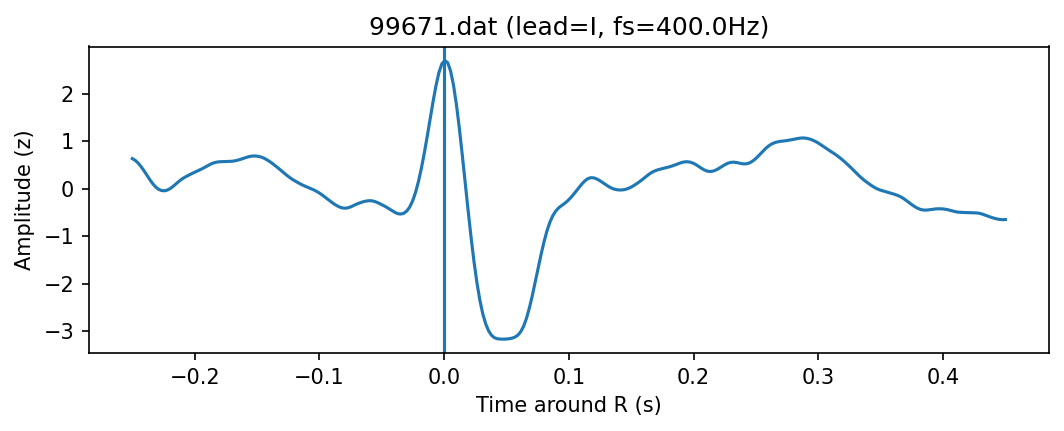 99671.dat (lead=I, fs=400.0Hz)
Amplitude (z)
2
1
0
−1
−2
−3
−0.2 −0.1 0.0 0.1 0.2 0.3 0.4
Time around R (s)